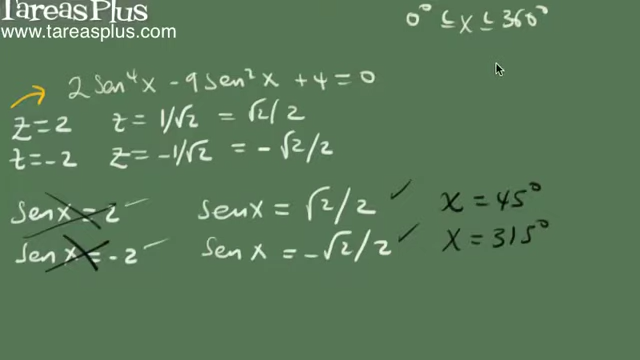 TareasPlus
www.tareasplus.com
0° ≤ x ≤ 360°
2 Sen⁴x - 9 Sen²x + 4 = 0
z = 2 z = 1/√2 = √2/2
z = -2 z = -1/√2 = -√2/2
Sen x = 2 Sen x = √2/2 x = 45°
Sen x = -2 Sen x = -√2/2 x = 315°